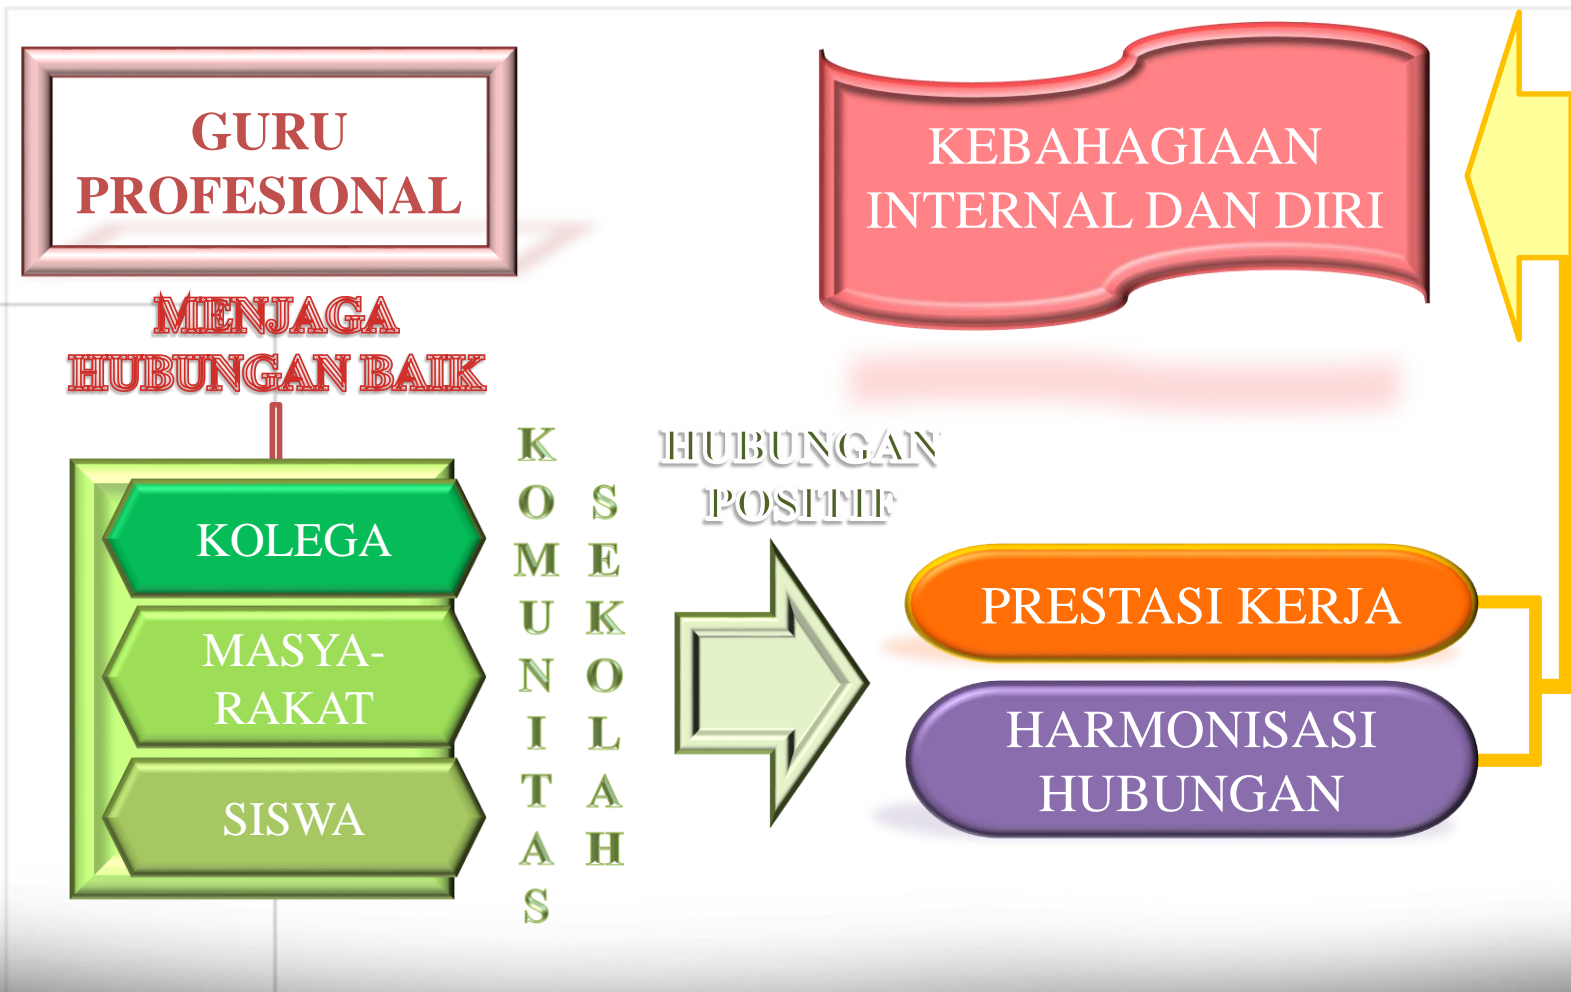 GURU
PROFESIONAL
MENJAGA
HUBUNGAN BAIK
KOLEGA
MASYA-
RAKAT
SISWA
KOMUNITAS
SEKOLAH
HUBUNGAN
POSITIF
PRESTASI KERJA
HARMONISASI
HUBUNGAN
KEBAHAGIAAN
INTERNAL DAN DIRI